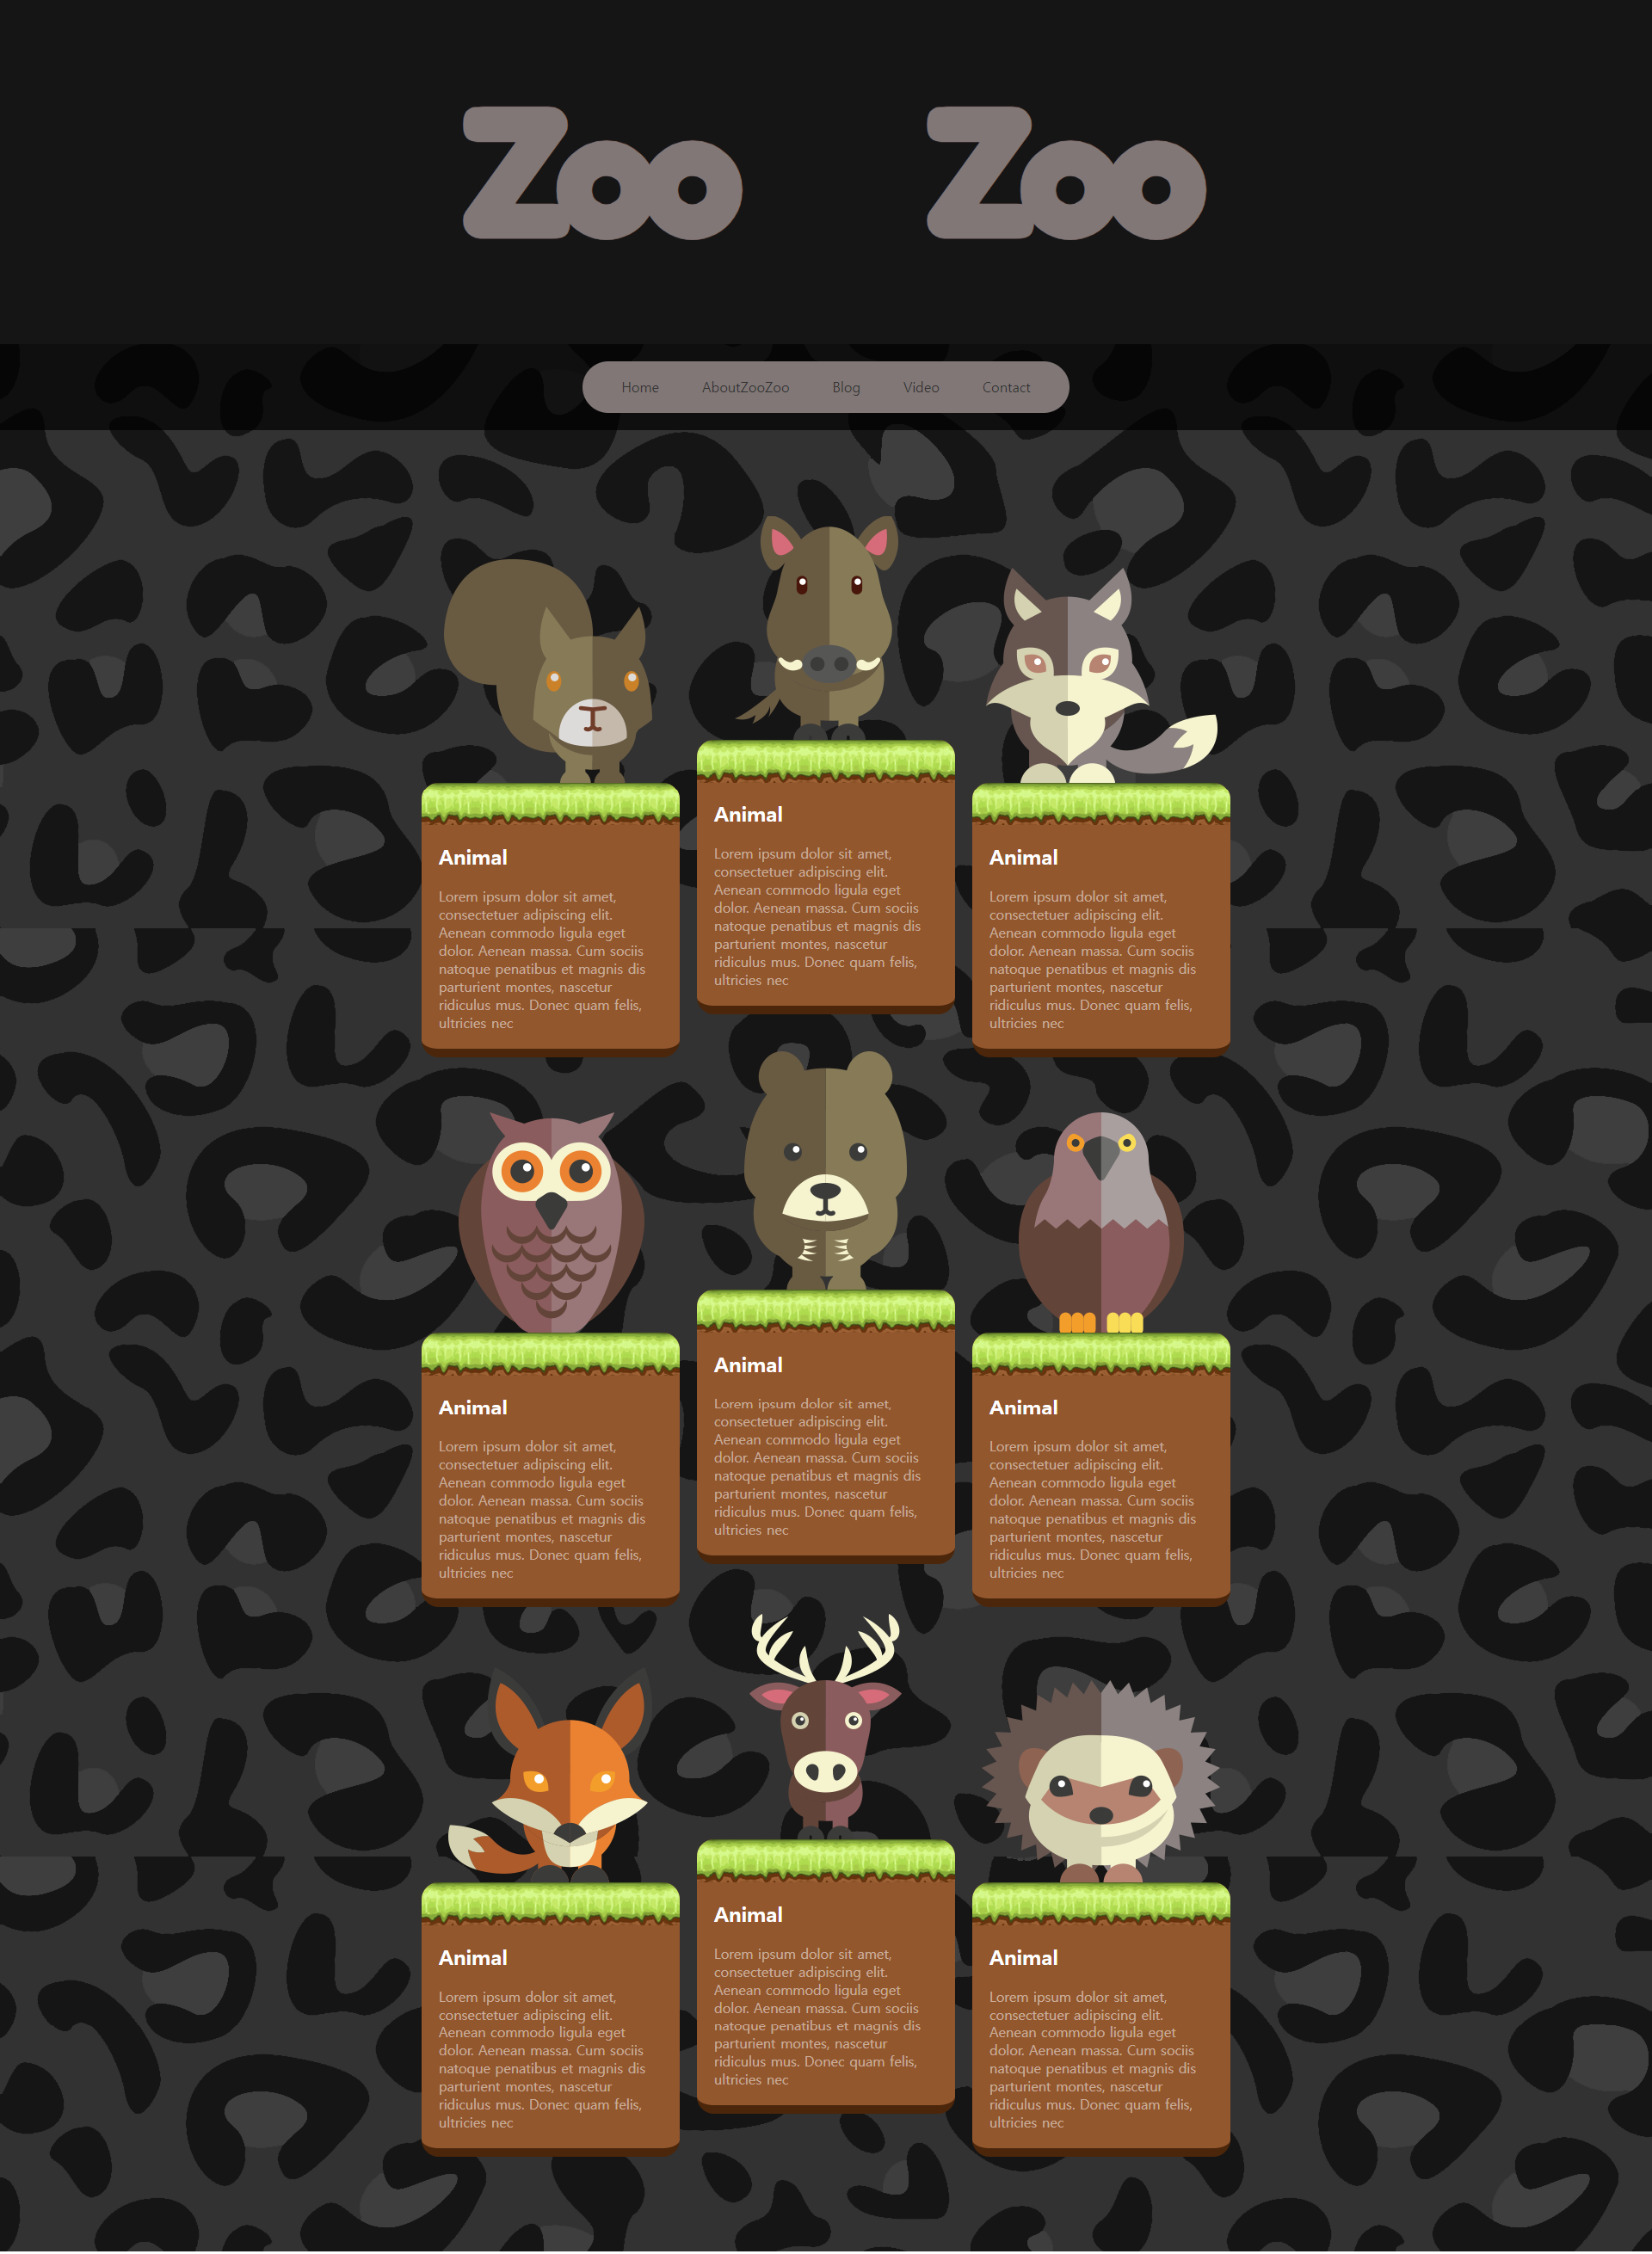 Zoo Zoo
Home AboutZooZoo Blog Video Contact
Animal
Lorem ipsum dolor sit amet,
consectetuer adipiscing elit.
Aenean commodo ligula eget
dolor. Aenean massa. Cum sociis
natoque penatibus et magnis dis
parturient montes, nascetur
ridiculus mus. Donec quam felis,
ultricies nec
Animal
Lorem ipsum dolor sit amet,
consectetuer adipiscing elit.
Aenean commodo ligula eget
dolor. Aenean massa. Cum sociis
natoque penatibus et magnis dis
parturient montes, nascetur
ridiculus mus. Donec quam felis,
ultricies nec
Animal
Lorem ipsum dolor sit amet,
consectetuer adipiscing elit.
Aenean commodo ligula eget
dolor. Aenean massa. Cum sociis
natoque penatibus et magnis dis
parturient montes, nascetur
ridiculus mus. Donec quam felis,
ultricies nec
Animal
Lorem ipsum dolor sit amet,
consectetuer adipiscing elit.
Aenean commodo ligula eget
dolor. Aenean massa. Cum sociis
natoque penatibus et magnis dis
parturient montes, nascetur
ridiculus mus. Donec quam felis,
ultricies nec
Animal
Lorem ipsum dolor sit amet,
consectetuer adipiscing elit.
Aenean commodo ligula eget
dolor. Aenean massa. Cum sociis
natoque penatibus et magnis dis
parturient montes, nascetur
ridiculus mus. Donec quam felis,
ultricies nec
Animal
Lorem ipsum dolor sit amet,
consectetuer adipiscing elit.
Aenean commodo ligula eget
dolor. Aenean massa. Cum sociis
natoque penatibus et magnis dis
parturient montes, nascetur
ridiculus mus. Donec quam felis,
ultricies nec
Animal
Lorem ipsum dolor sit amet,
consectetuer adipiscing elit.
Aenean commodo ligula eget
dolor. Aenean massa. Cum sociis
natoque penatibus et magnis dis
parturient montes, nascetur
ridiculus mus. Donec quam felis,
ultricies nec
Animal
Lorem ipsum dolor sit amet,
consectetuer adipiscing elit.
Aenean commodo ligula eget
dolor. Aenean massa. Cum sociis
natoque penatibus et magnis dis
parturient montes, nascetur
ridiculus mus. Donec quam felis,
ultricies nec
Animal
Lorem ipsum dolor sit amet,
consectetuer adipiscing elit.
Aenean commodo ligula eget
dolor. Aenean massa. Cum sociis
natoque penatibus et magnis dis
parturient montes, nascetur
ridiculus mus. Donec quam felis,
ultricies nec